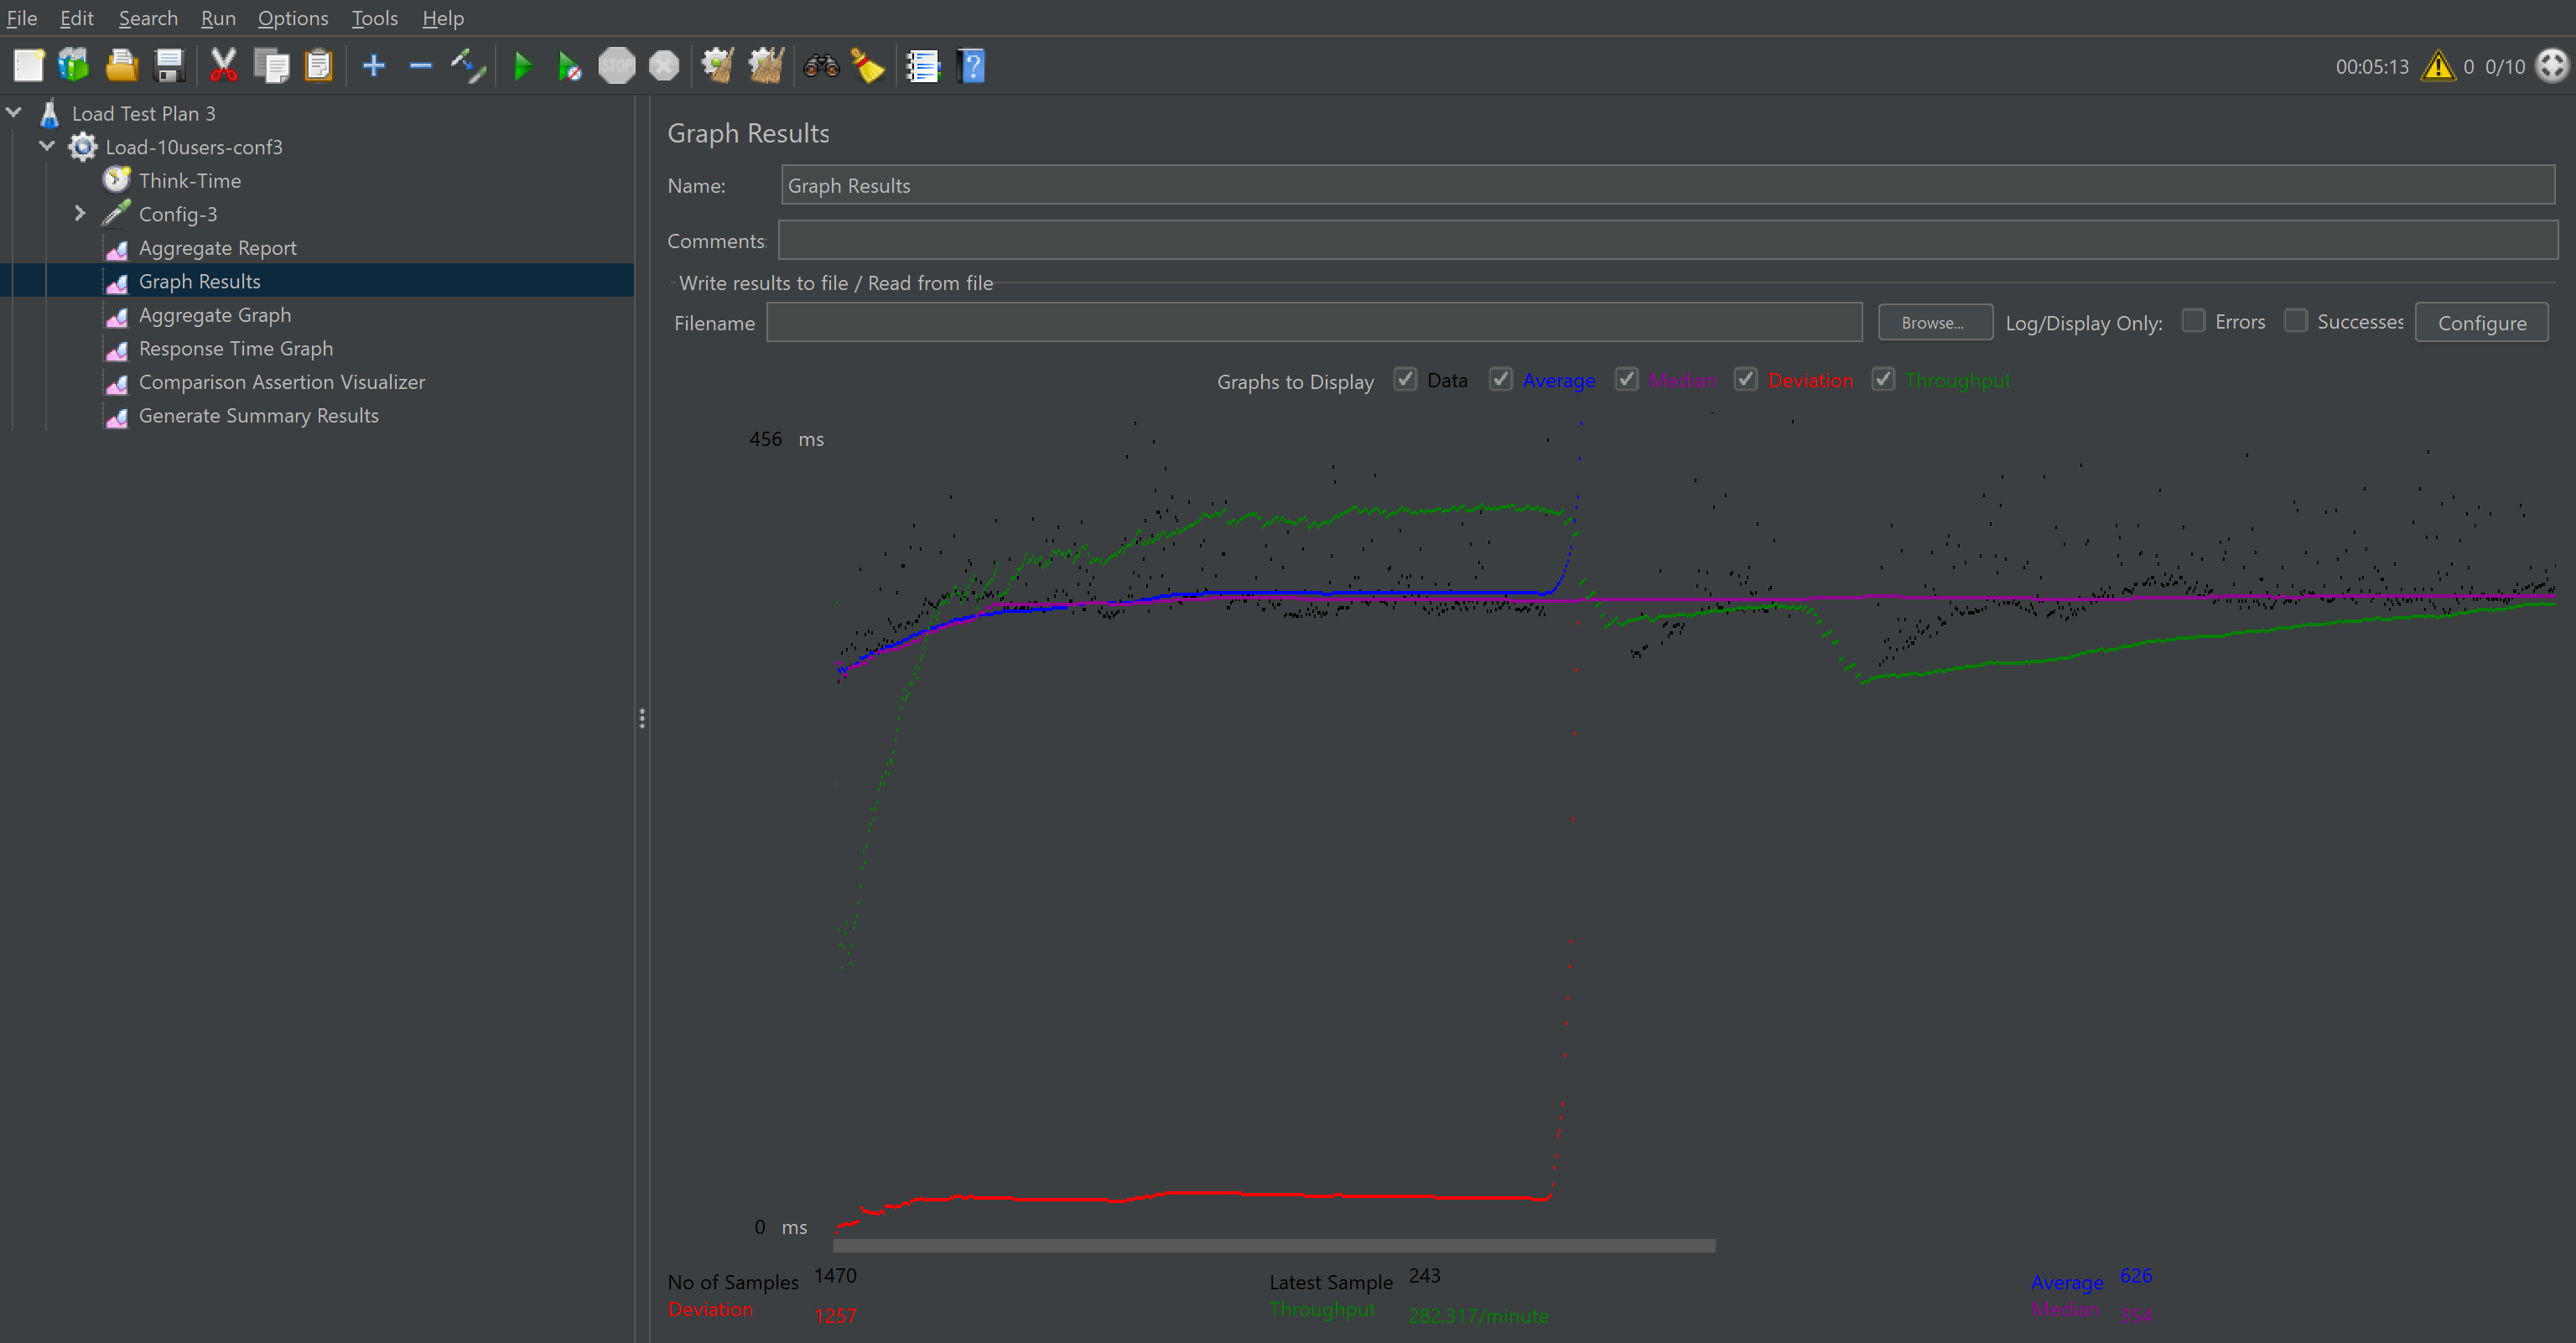 File Edit Search Run Options Tools Help
STOP
00:05:13 0 0/10
Load Test Plan 3
Load-10users-conf3
Think-Time
Config-3
Aggregate Report
Graph Results
Aggregate Graph
Response Time Graph
Comparison Assertion Visualizer
Generate Summary Results
Graph Results
Name: Graph Results
Comments:
Write results to file / Read from file
Filename Browse... Log/Display Only: Errors Successes Configure
Graphs to Display Data Average Median Deviation Throughput
456 ms
0 ms
No of Samples 1470 Latest Sample 243 Average 626
Deviation 1257 Throughput 282.317/minute Median 354